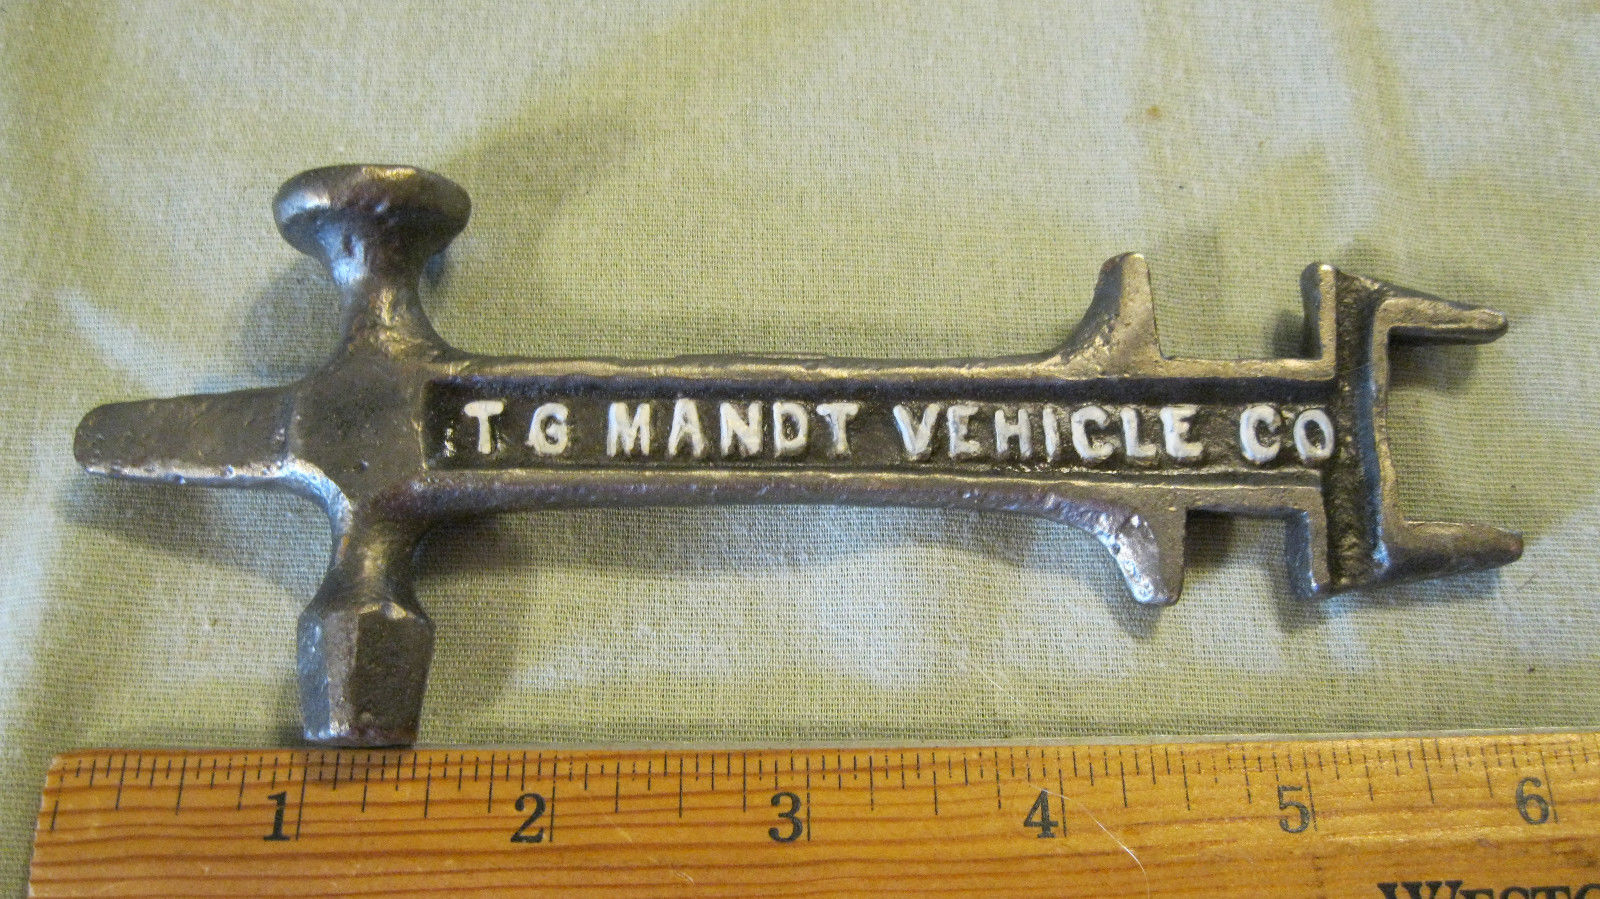 T G MANDT VEHICLE CO
1 2 3 4 5 6